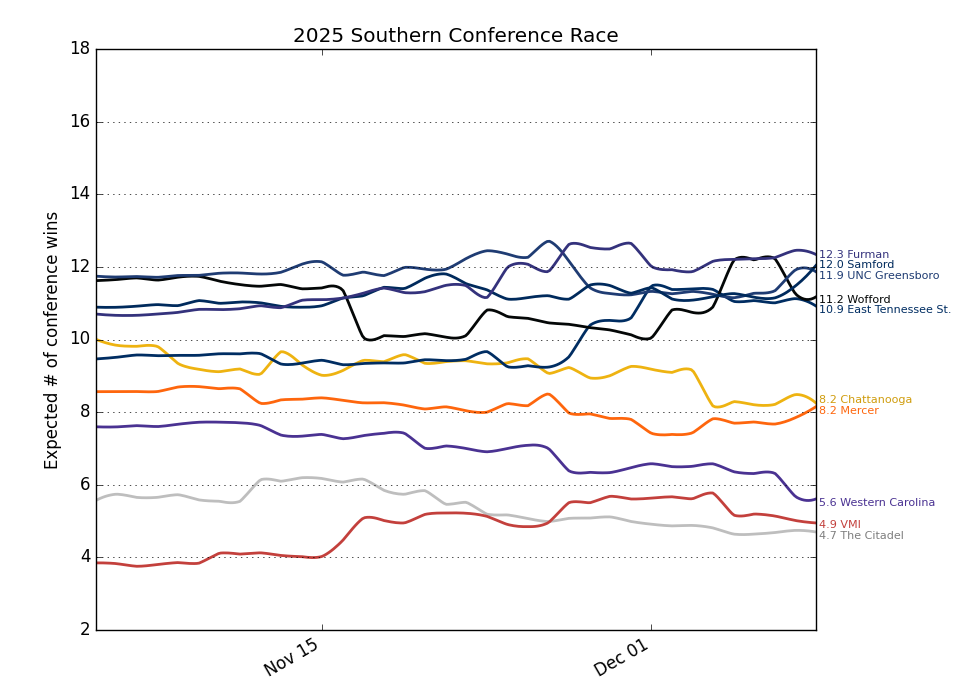 2025 Southern Conference Race
Expected # of conference wins
18
16
14
12
10
8
6
4
2
Nov 15
Dec 01
12.3 Furman
12.0 Samford
11.9 UNC Greensboro
11.2 Wofford
10.9 East Tennessee St.
8.2 Chattanooga
8.2 Mercer
5.6 Western Carolina
4.9 VMI
4.7 The Citadel